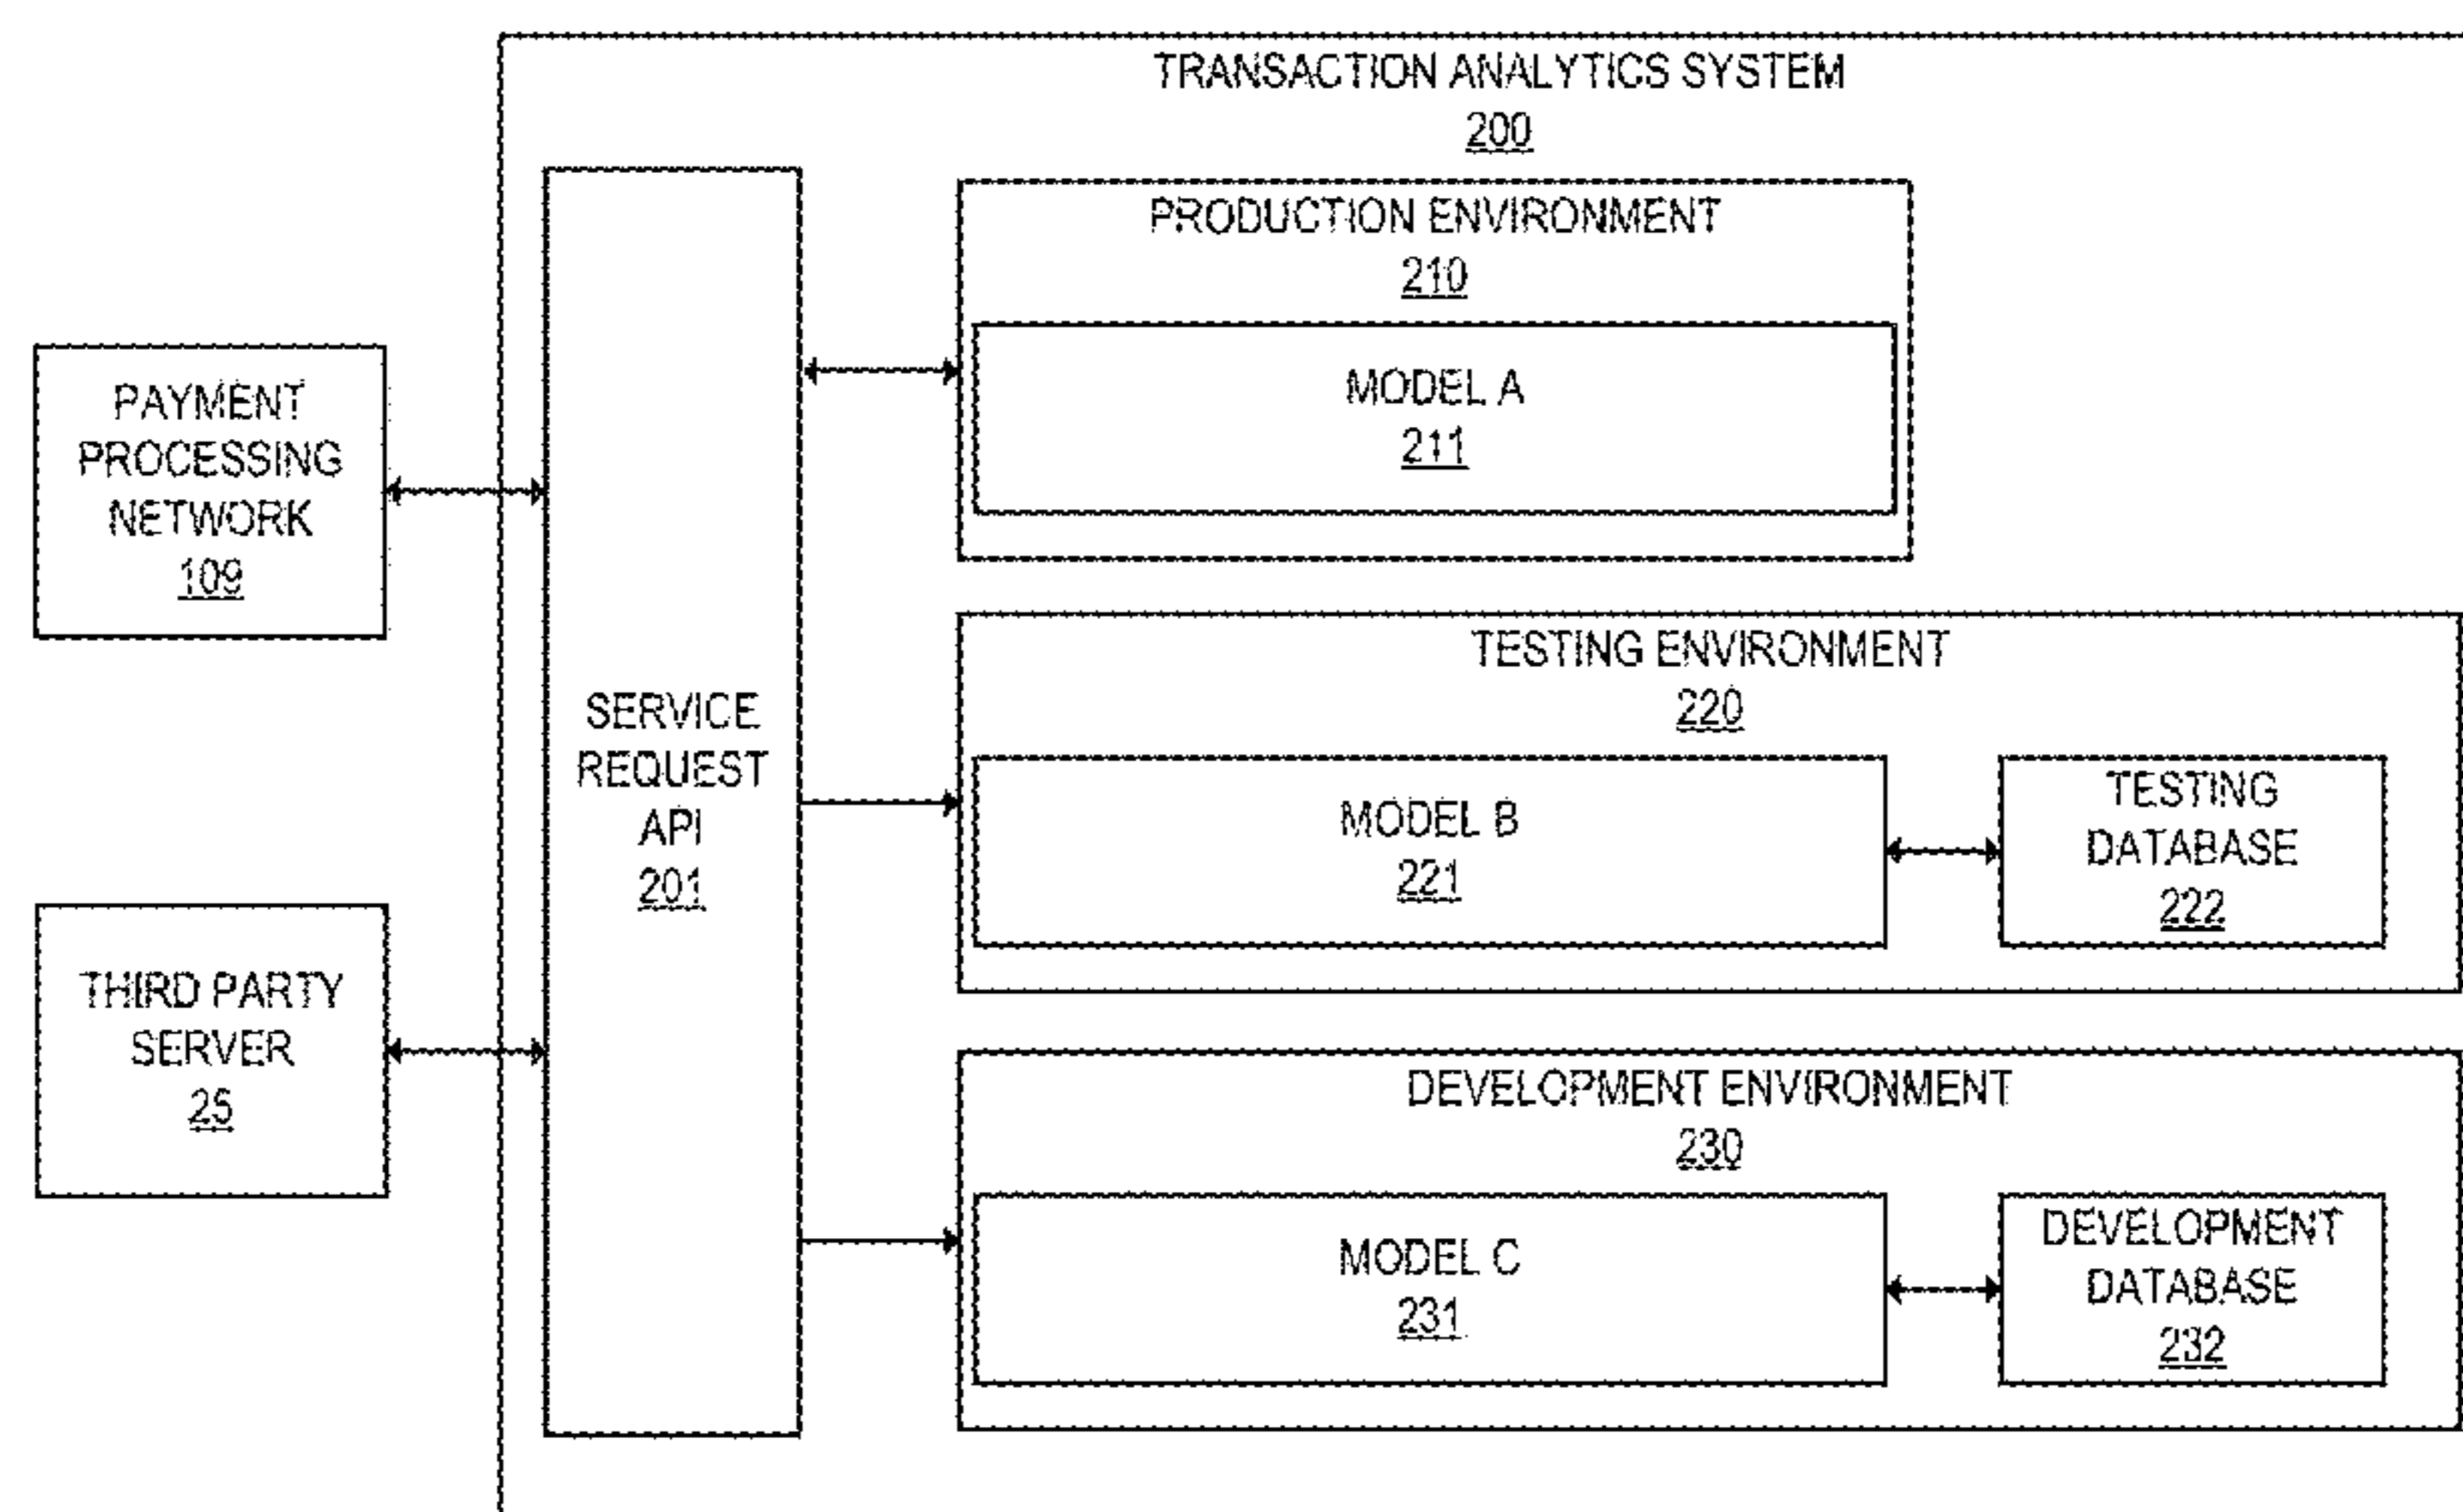 TRANSACTION ANALYTICS SYSTEM
200
PAYMENT
PROCESSING
NETWORK
109
THIRD PARTY
SERVER
25
SERVICE
REQUEST
API
201
PRODUCTION ENVIRONMENT
210
MODEL A
211
TESTING ENVIRONMENT
220
MODEL B
221
TESTING
DATABASE
222
DEVELOPMENT ENVIRONMENT
230
MODEL C
231
DEVELOPMENT
DATABASE
232